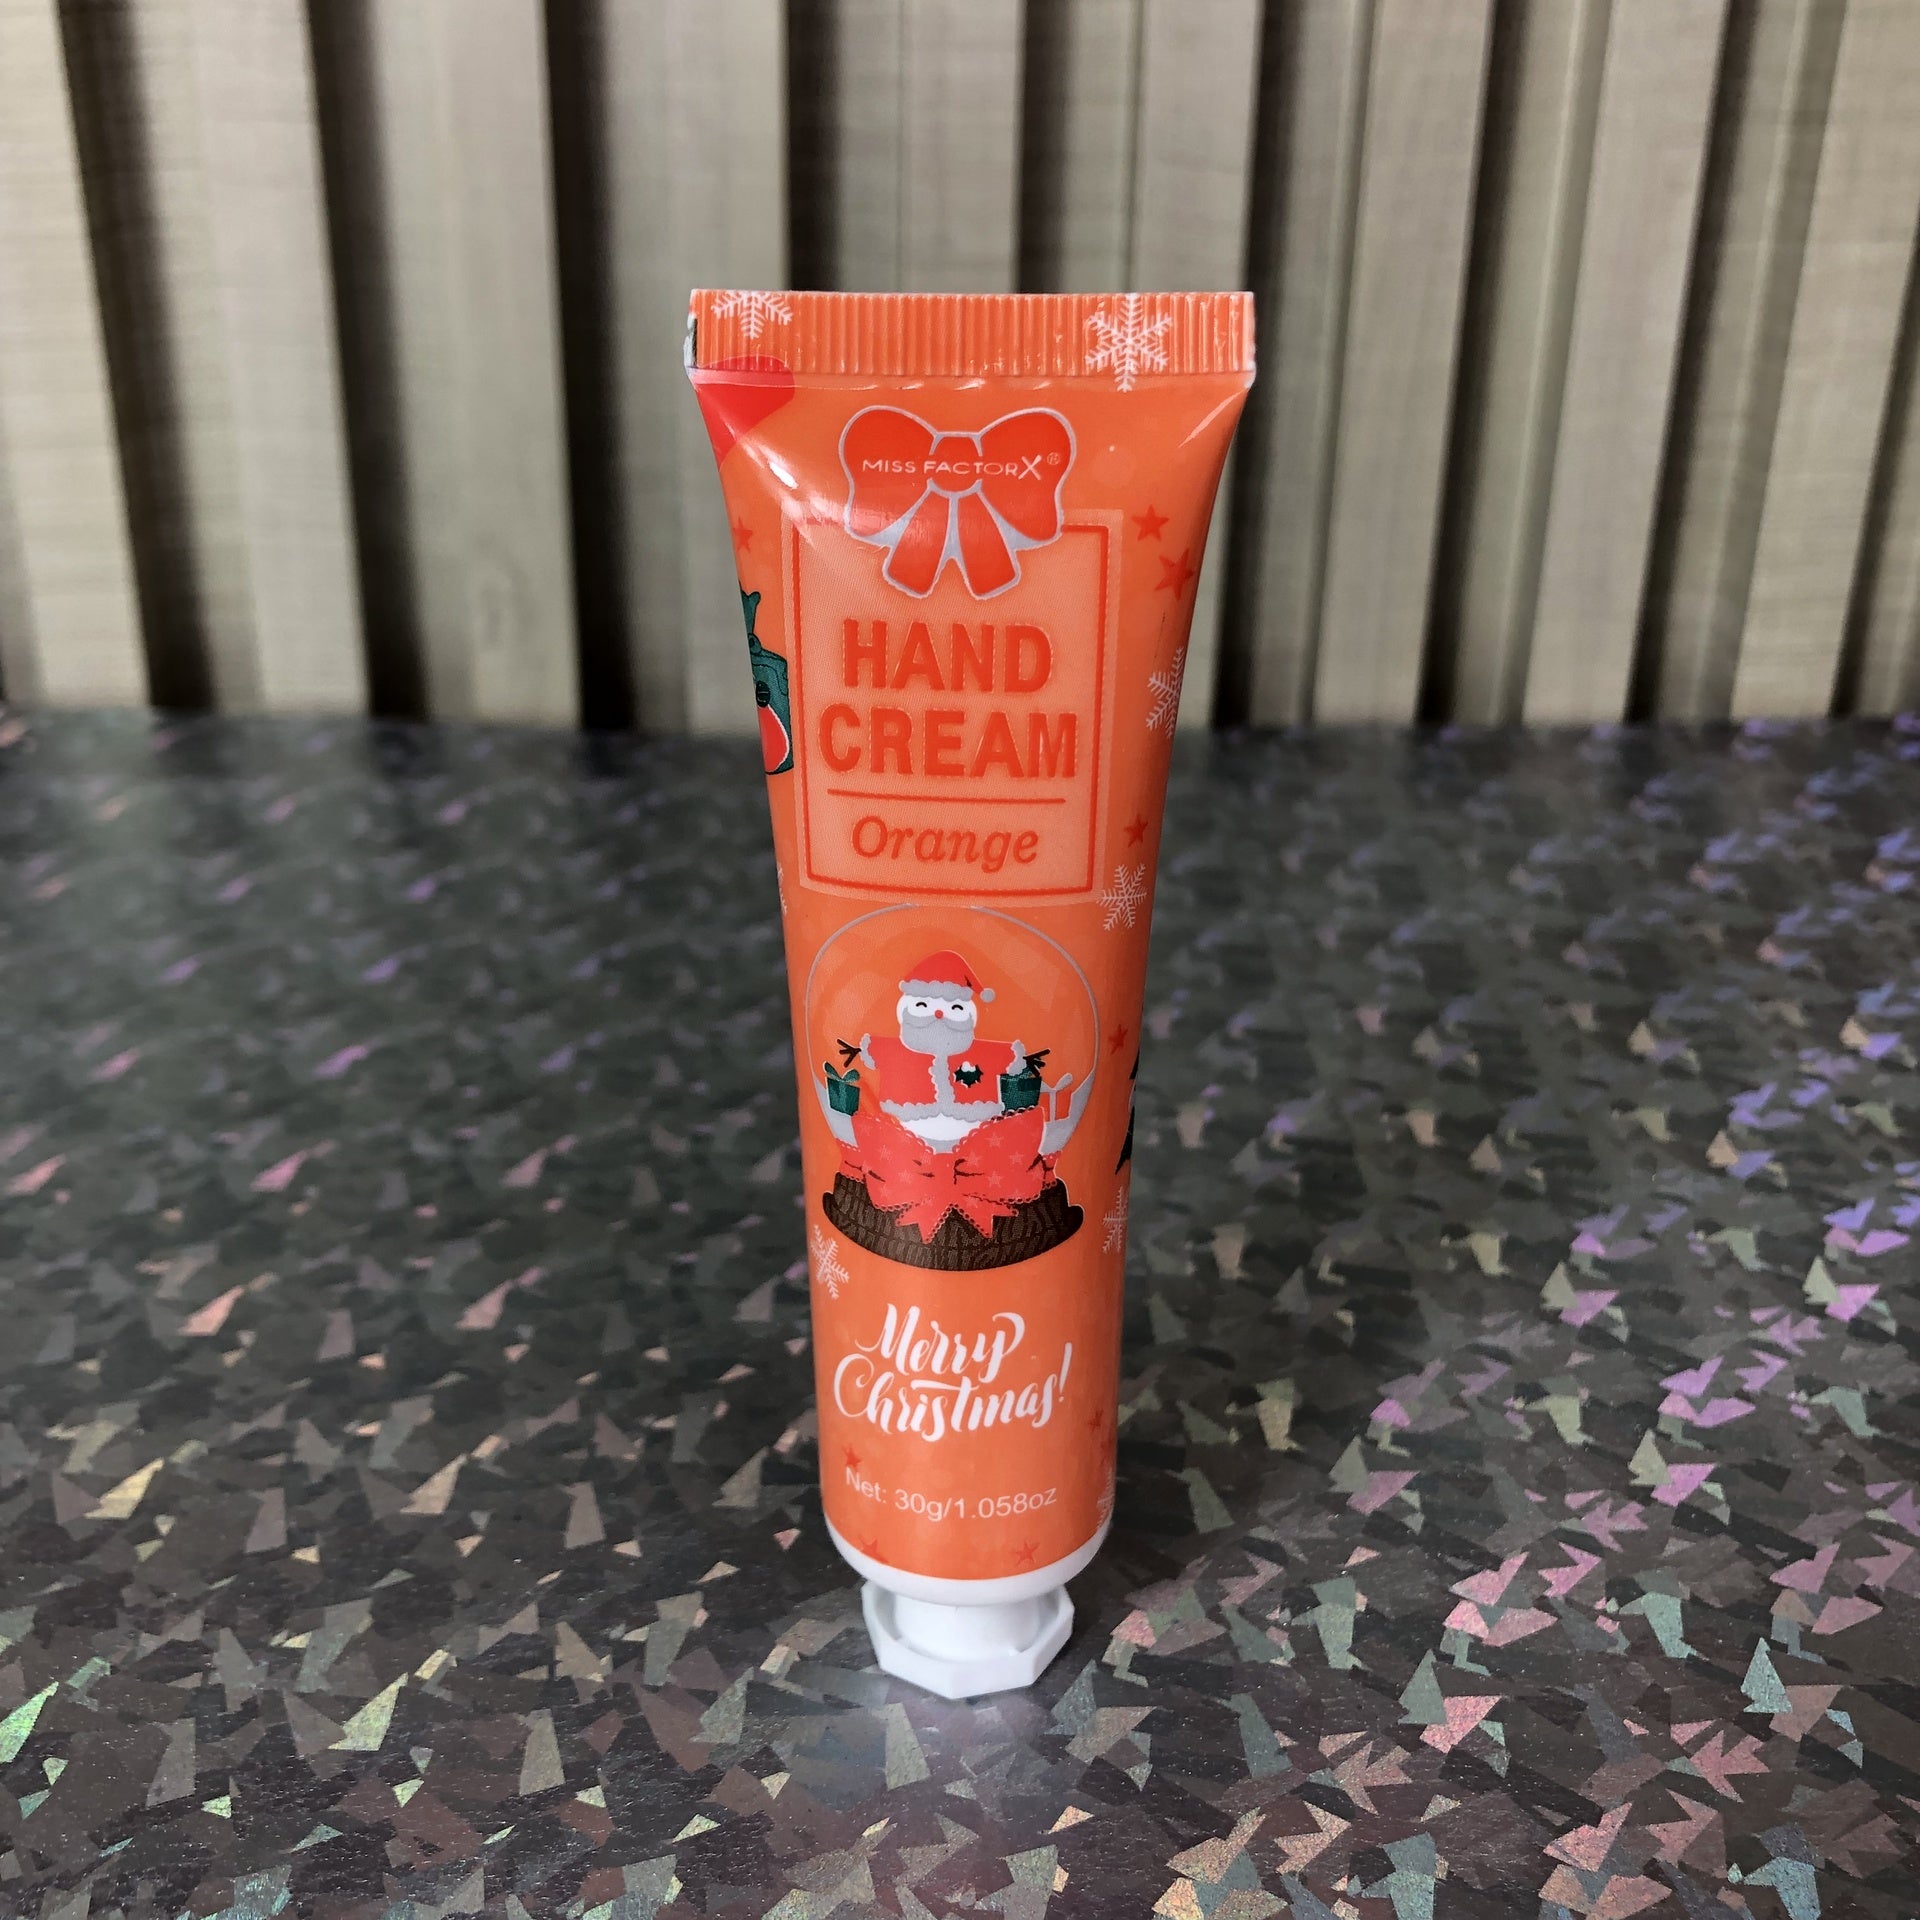 MISS FACTOR X ®
HAND
CREAM
Orange
Merry
Christmas!
Net: 30g/1.058oz